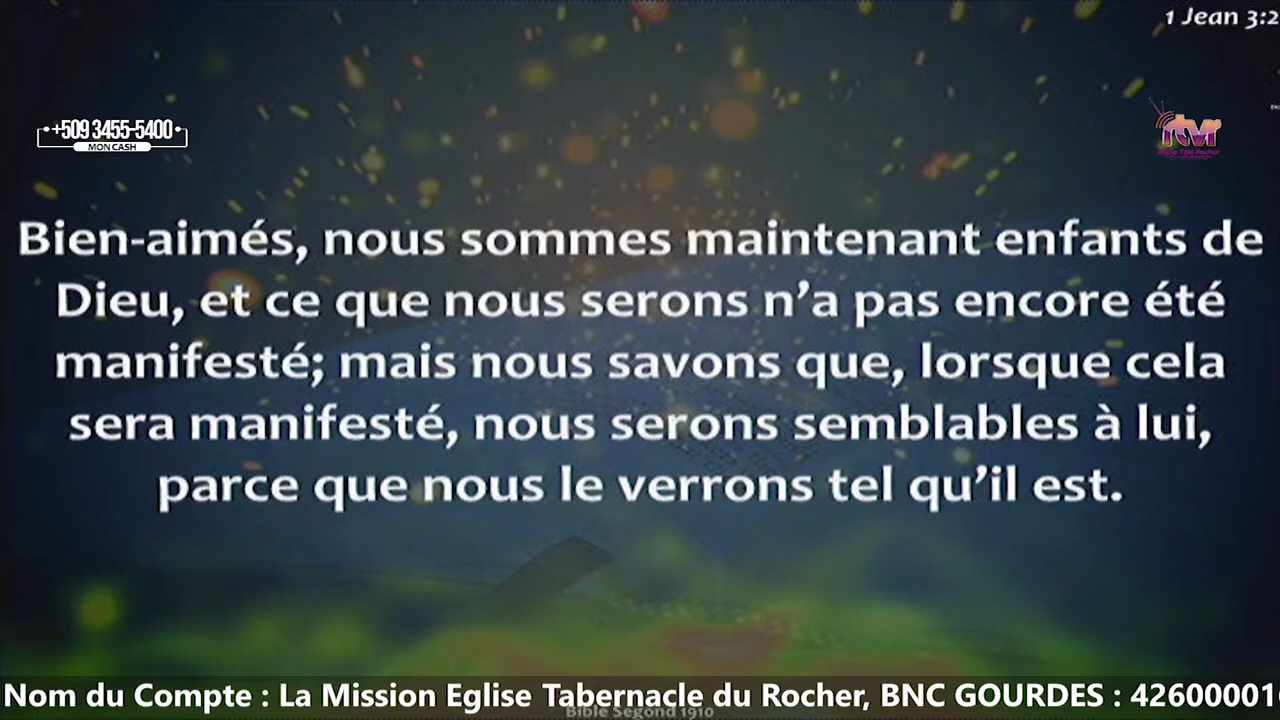 1 Jean 3:2
+509 3455-5400
MON CASH
rtvr
Bien-aimés, nous sommes maintenant enfants de
Dieu, et ce que nous serons n’a pas encore été
manifesté; mais nous savons que, lorsque cela
sera manifesté, nous serons semblables à lui,
parce que nous le verrons tel qu’il est.
Nom du Compte : La Mission Eglise Tabernacle du Rocher, BNC GOURDES : 42600001
Bible Segond 1910